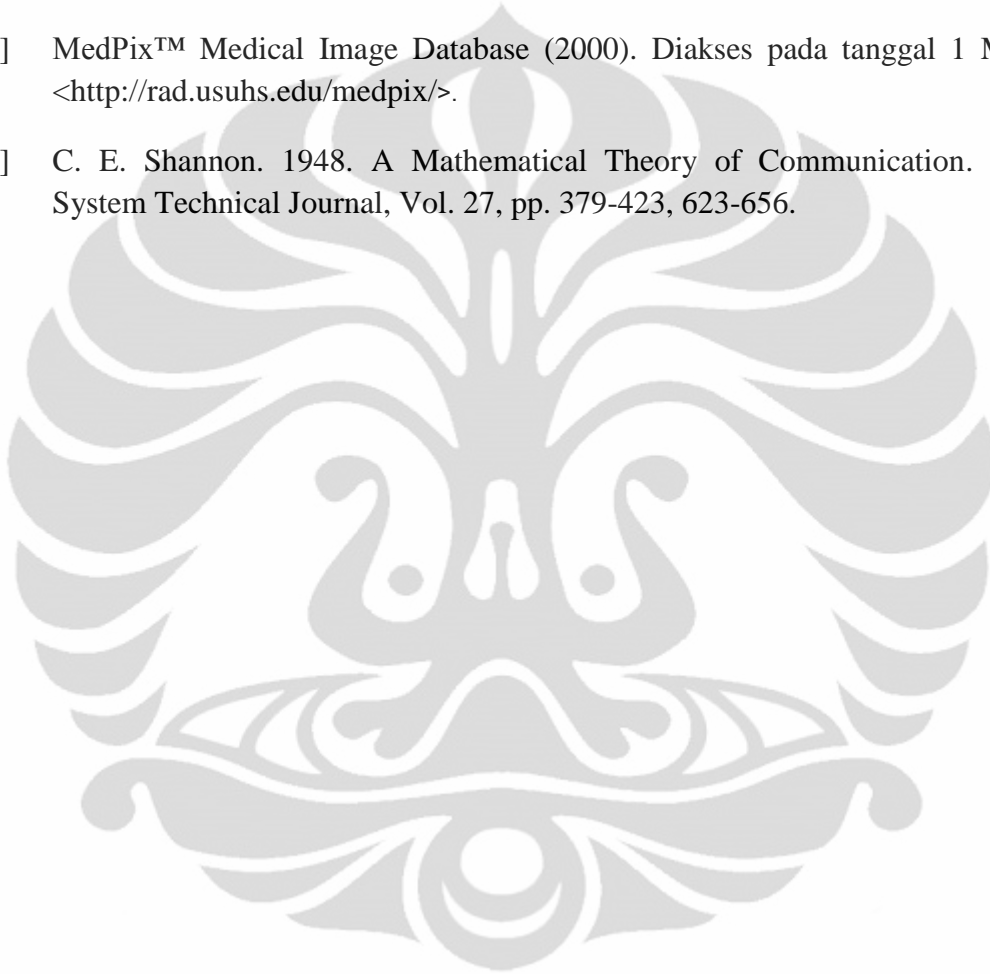 ] MedPix™ Medical Image Database (2000). Diakses pada tanggal 1 M
<http://rad.usuhs.edu/medpix/>.
] C. E. Shannon. 1948. A Mathematical Theory of Communication.
System Technical Journal, Vol. 27, pp. 379-423, 623-656.